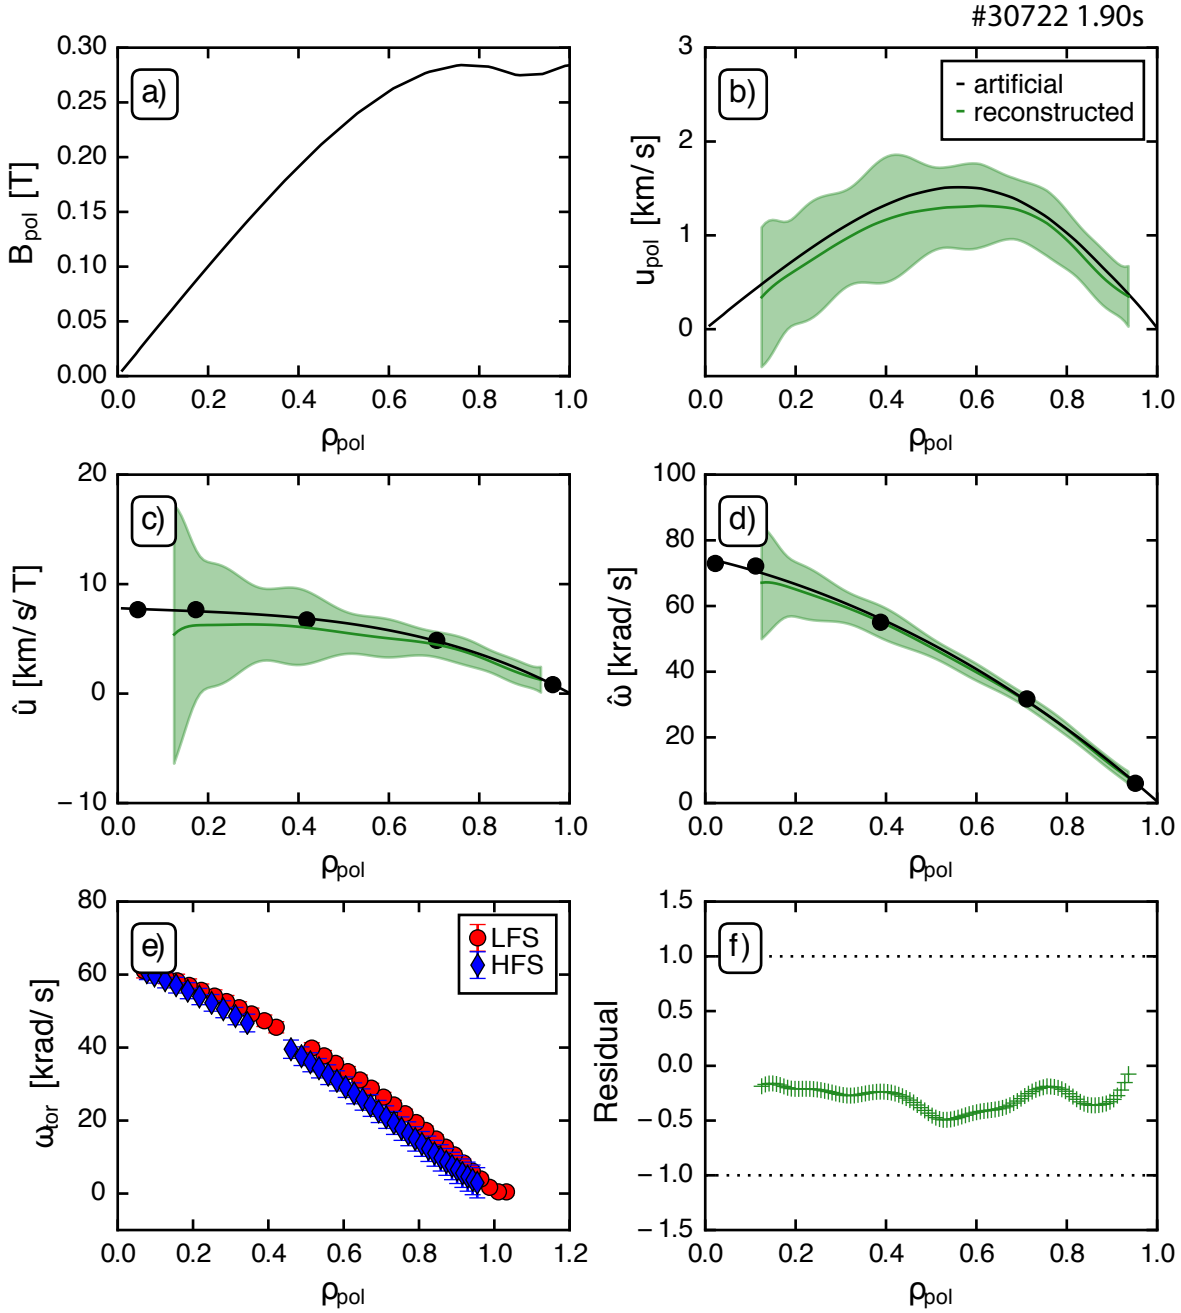 #30722 1.90s
a)
0.30
0.25
0.20
0.15
0.10
0.05
0.00
B_pol [T]
0.0 0.2 0.4 0.6 0.8 1.0
ρ_pol
b)
artificial
reconstructed
3
2
1
0
u_pol [km/s]
0.0 0.2 0.4 0.6 0.8 1.0
ρ_pol
c)
20
10
0
−10
û [km/s/T]
0.0 0.2 0.4 0.6 0.8 1.0
ρ_pol
d)
100
80
60
40
20
0
ω̂ [krad/s]
0.0 0.2 0.4 0.6 0.8 1.0
ρ_pol
e)
LFS
HFS
80
60
40
20
0
ω_tor [krad/s]
0.0 0.2 0.4 0.6 0.8 1.0 1.2
ρ_pol
f)
1.5
1.0
0.5
0.0
−0.5
−1.0
−1.5
Residual
0.0 0.2 0.4 0.6 0.8 1.0
ρ_pol